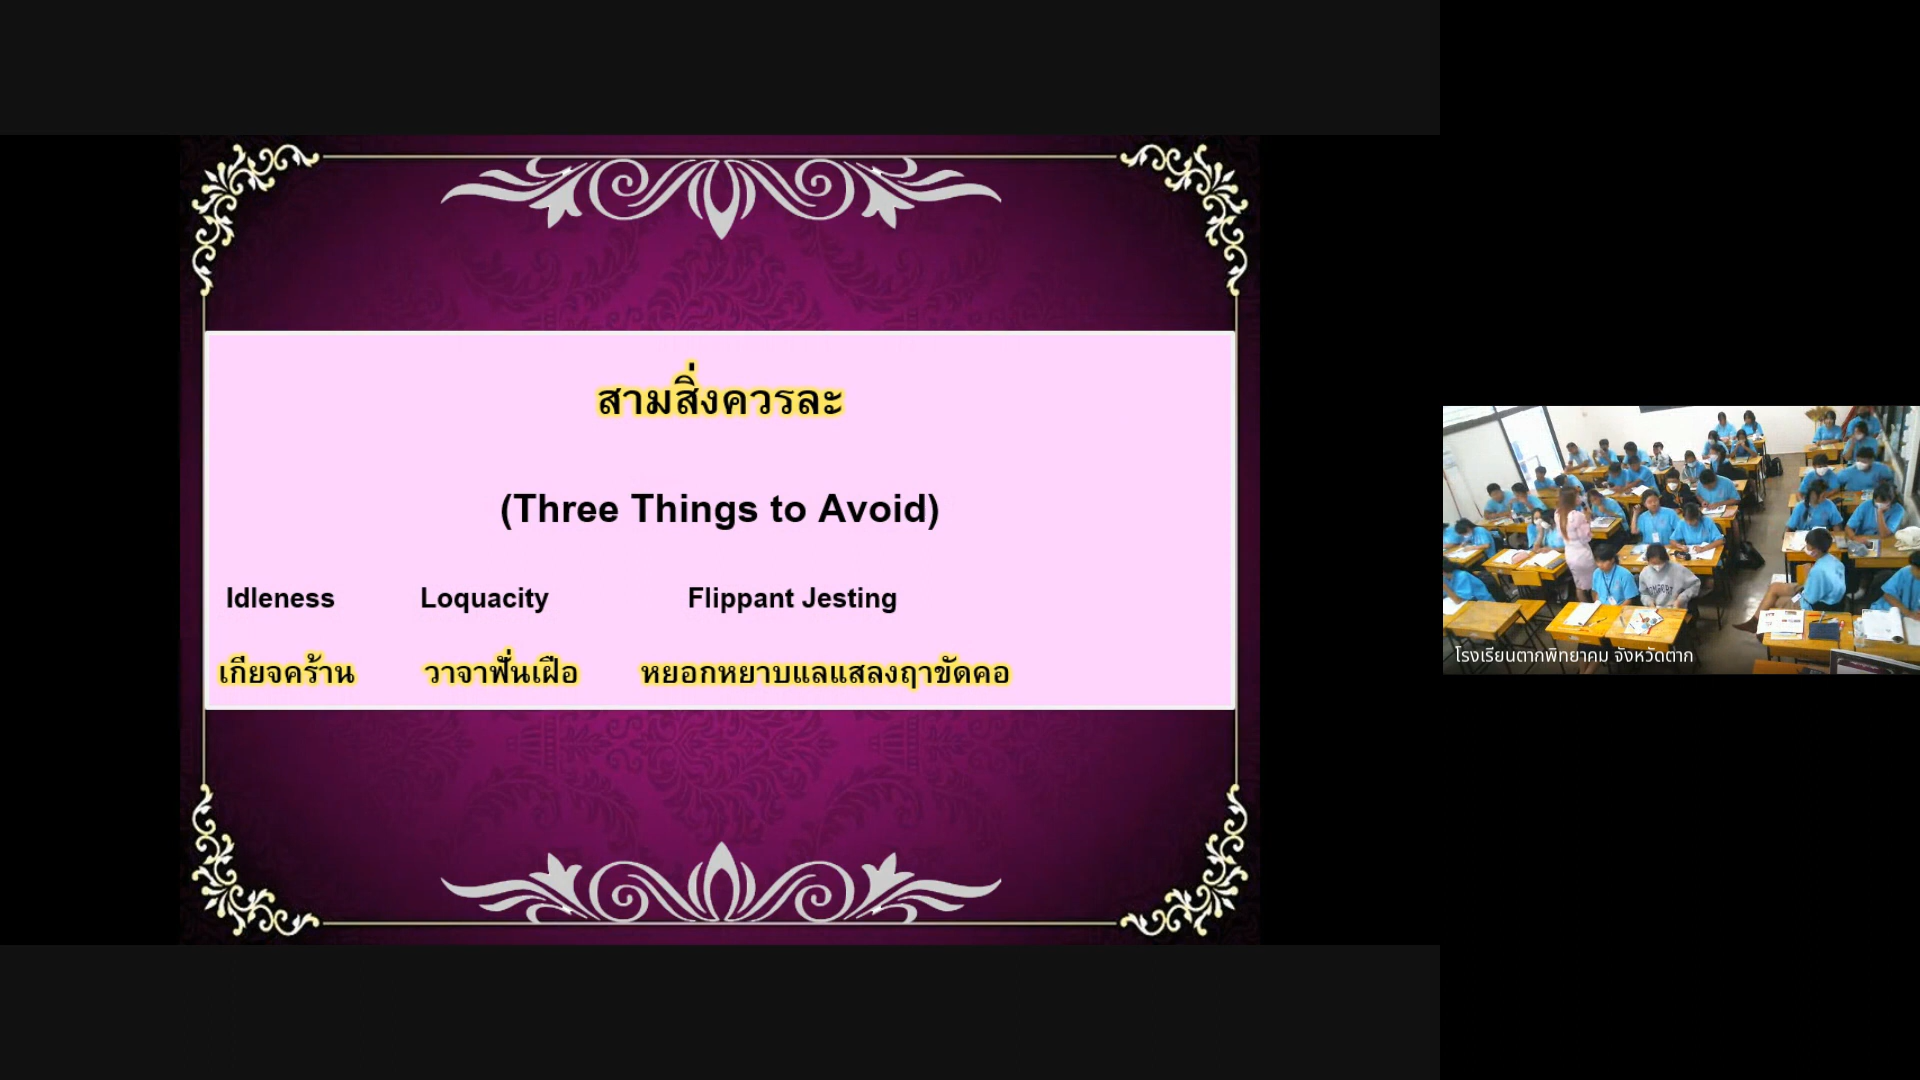 สามสิ่งควรละ
(Three Things to Avoid)
Idleness Loquacity Flippant Jesting
เกียจคร้าน วาจาฟั่นเฝือ หยอกหยาบแลแสลงฤาขัดคอ
โรงเรียนตากพิทยาคม จังหวัดตาก